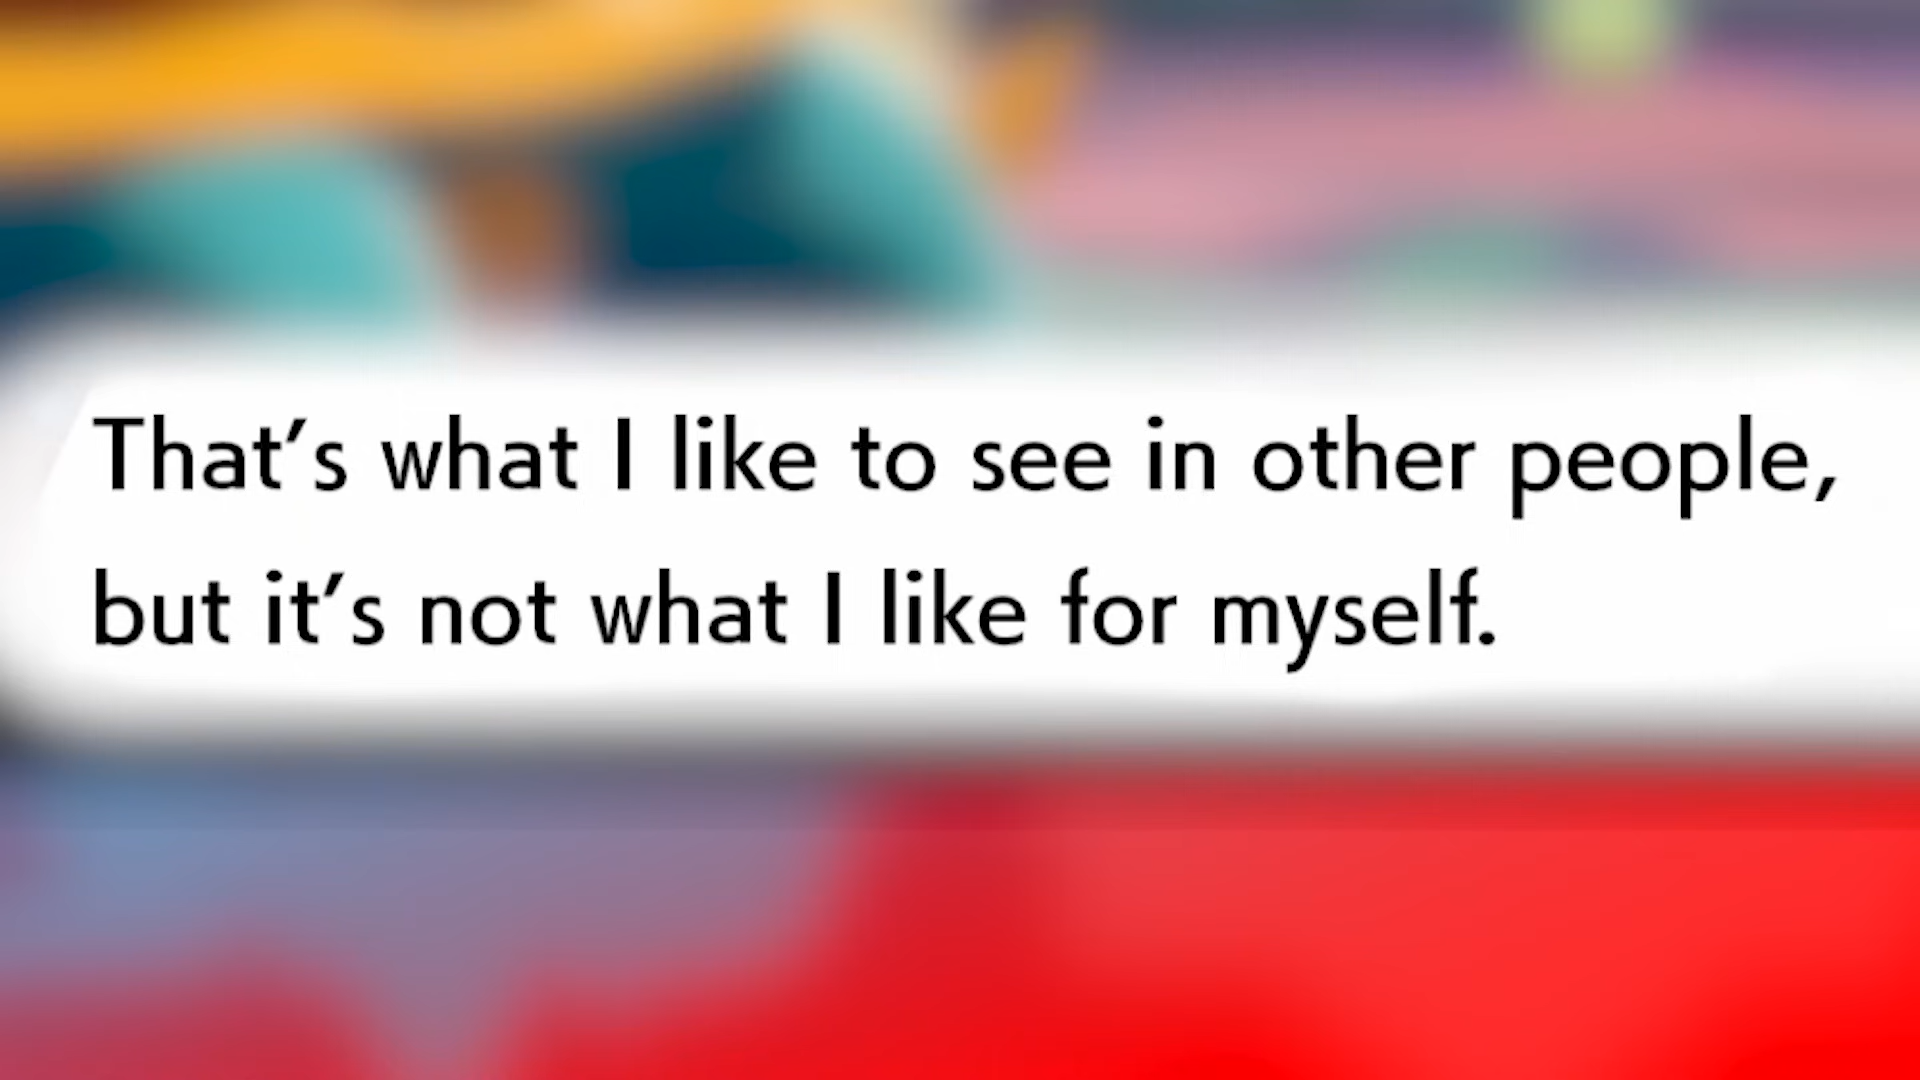 That’s what I like to see in other people,
but it’s not what I like for myself.